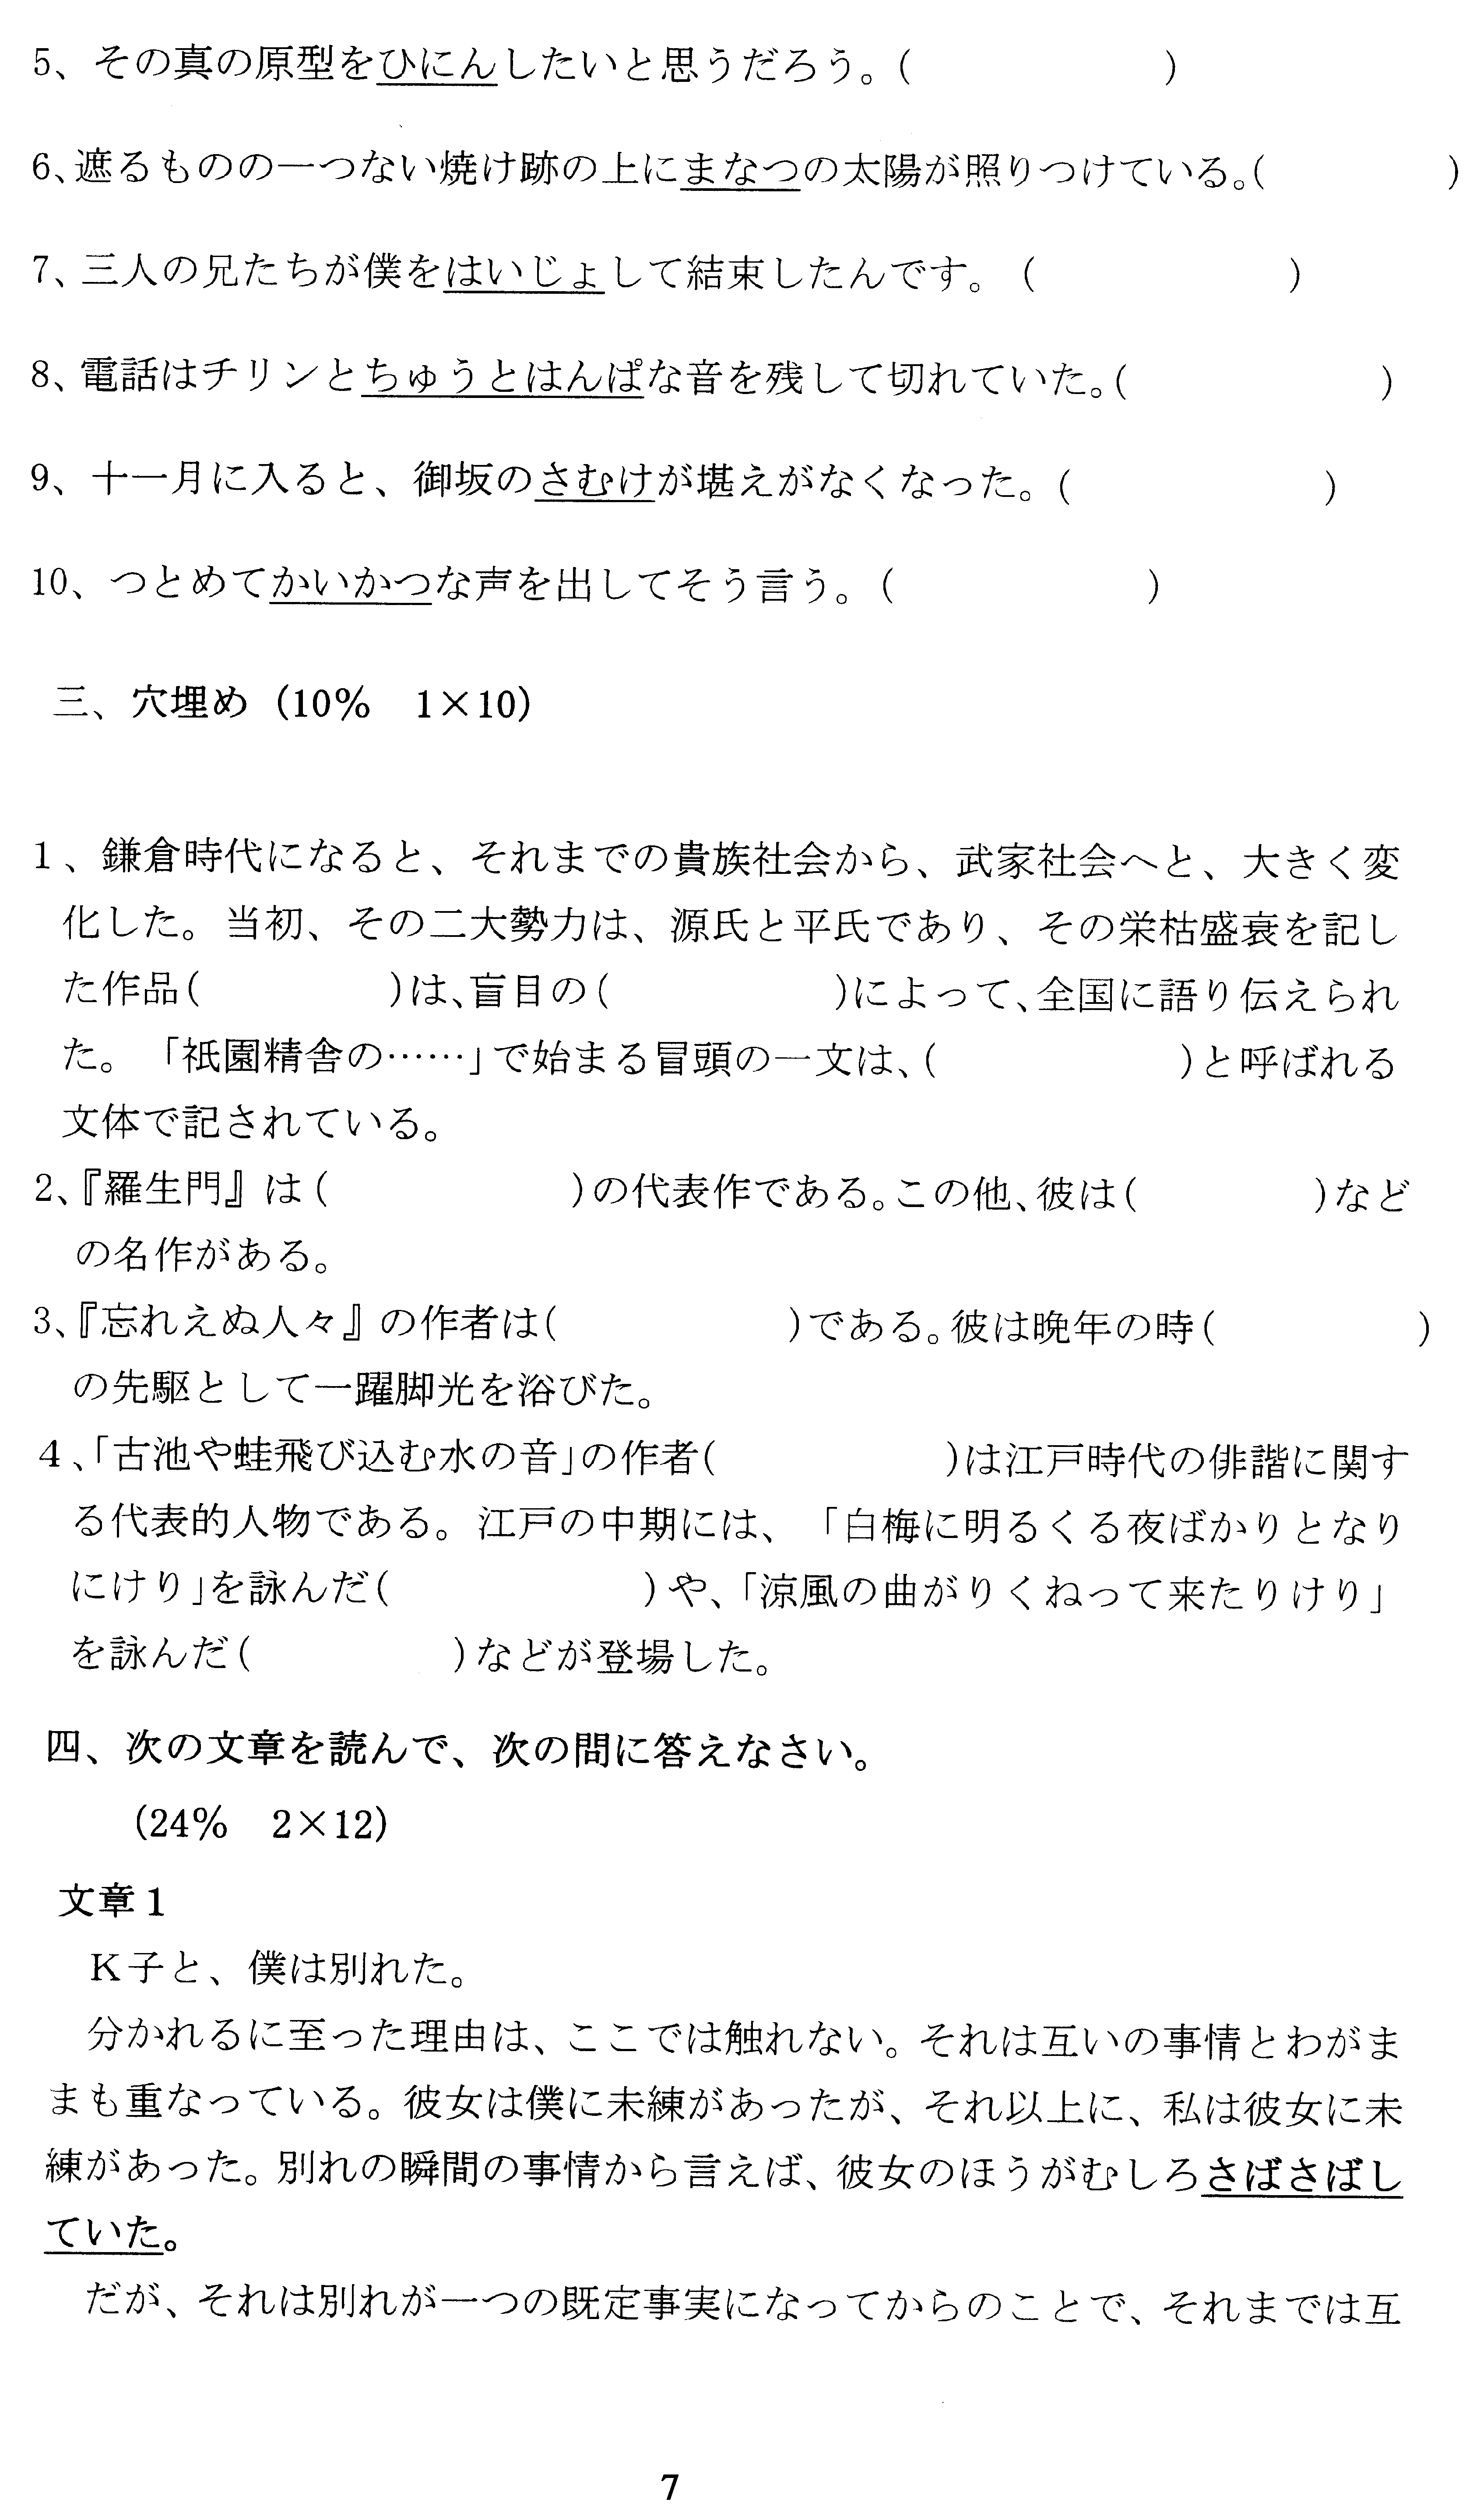 5、その真の原型をひにんしたいと思うだろう。(　　　　　　)
6、遮るものの一つない焼け跡の上にまなつの太陽が照りつけている。(　　　　　)
7、三人の兄たちが僕をはいじょして結束したんです。 (　　　　　　)
8、電話はチリンとちゅうとはんぱな音を残して切れていた。(　　　　　　)
9、十一月に入ると、御坂のさむけが堪えがなくなった。(　　　　　　)
10、つとめてかいかつな声を出してそう言う。(　　　　　　)
三、穴埋め (10%　1×10)
1、鎌倉時代になると、それまでの貴族社会から、武家社会へと、大きく変
化した。当初、その二大勢力は、源氏と平氏であり、その栄枯盛衰を記し
た作品(　　　　)は、盲目の(　　　　　)によって、全国に語り伝えられ
た。「祇園精舎の……」で始まる冒頭の一文は、(　　　　　　)と呼ばれる
文体で記されている。
2、『羅生門』は(　　　　　　)の代表作である。この他、彼は(　　　　)など
の名作がある。
3、『忘れえぬ人々』の作者は(　　　　　)である。彼は晩年の時(　　　　　)
の先駆として一躍脚光を浴びた。
4、「古池や蛙飛び込む水の音」の作者(　　　　　)は江戸時代の俳諧に関す
る代表的人物である。江戸の中期には、「白梅に明るくる夜ばかりとなり
にけり」を詠んだ(　　　　　　)や、「涼風の曲がりくねって来たりけり」
を詠んだ(　　　　　)などが登場した。
四、次の文章を読んで、次の問に答えなさい。
(24%　2×12)
文章1
K子と、僕は別れた。
分かれるに至った理由は、ここでは触れない。それは互いの事情とわがま
まも重なっている。彼女は僕に未練があったが、それ以上に、私は彼女に未
練があった。別れの瞬間の事情から言えば、彼女のほうがむしろさばさばし
ていた。
だが、それは別れが一つの既定事実になってからのことで、それまでは互
7